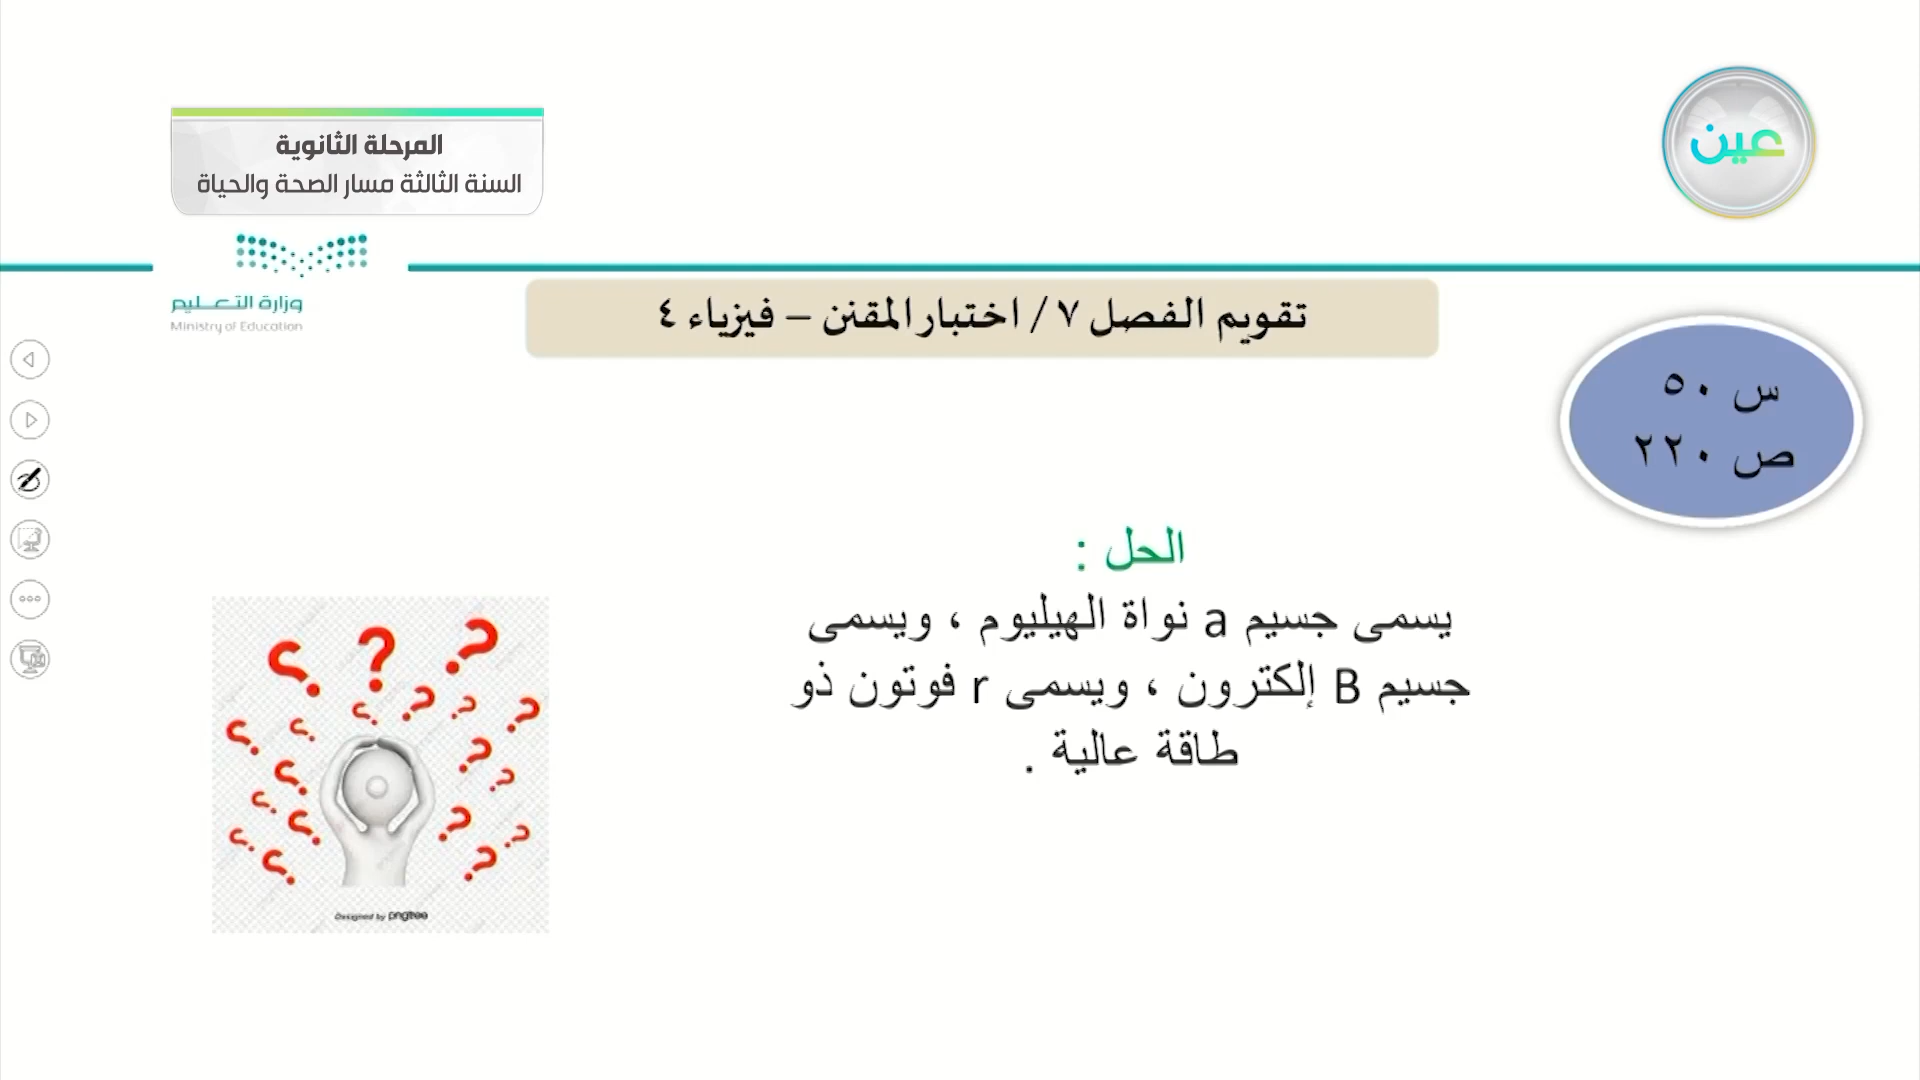 المرحلة الثانوية
السنة الثالثة مسار الصحة والحياة
عين
وزارة التعليم
Ministry of Education
تقويم الفصل ٧ / اختبار المقنن – فيزياء ٤
س ٥٠
ص ٢٢٠
الحل :
يسمى جسيم a نواة الهيليوم ، ويسمى
جسيم B إلكترون ، ويسمى r فوتون ذو
طاقة عالية .
? ? ?
Designed by pngtree